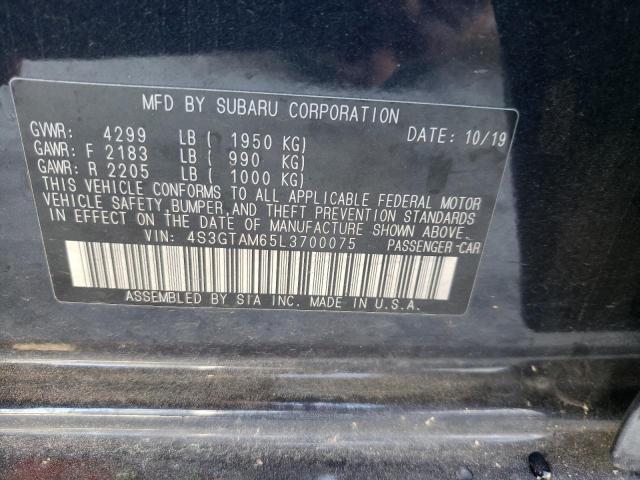 MFD BY SUBARU CORPORATION
GVWR: 4299 LB ( 1950 KG) DATE: 10/19
GAWR: F 2183 LB ( 990 KG)
GAWR: R 2205 LB ( 1000 KG)
THIS VEHICLE CONFORMS TO ALL APPLICABLE FEDERAL MOTOR
VEHICLE SAFETY, BUMPER, AND THEFT PREVENTION STANDARDS
IN EFFECT ON THE DATE OF MANUFACTURE SHOWN ABOVE.
VIN: 4S3GTAM65L3700075 PASSENGER-CAR
ASSEMBLED BY SIA INC. MADE IN U.S.A.